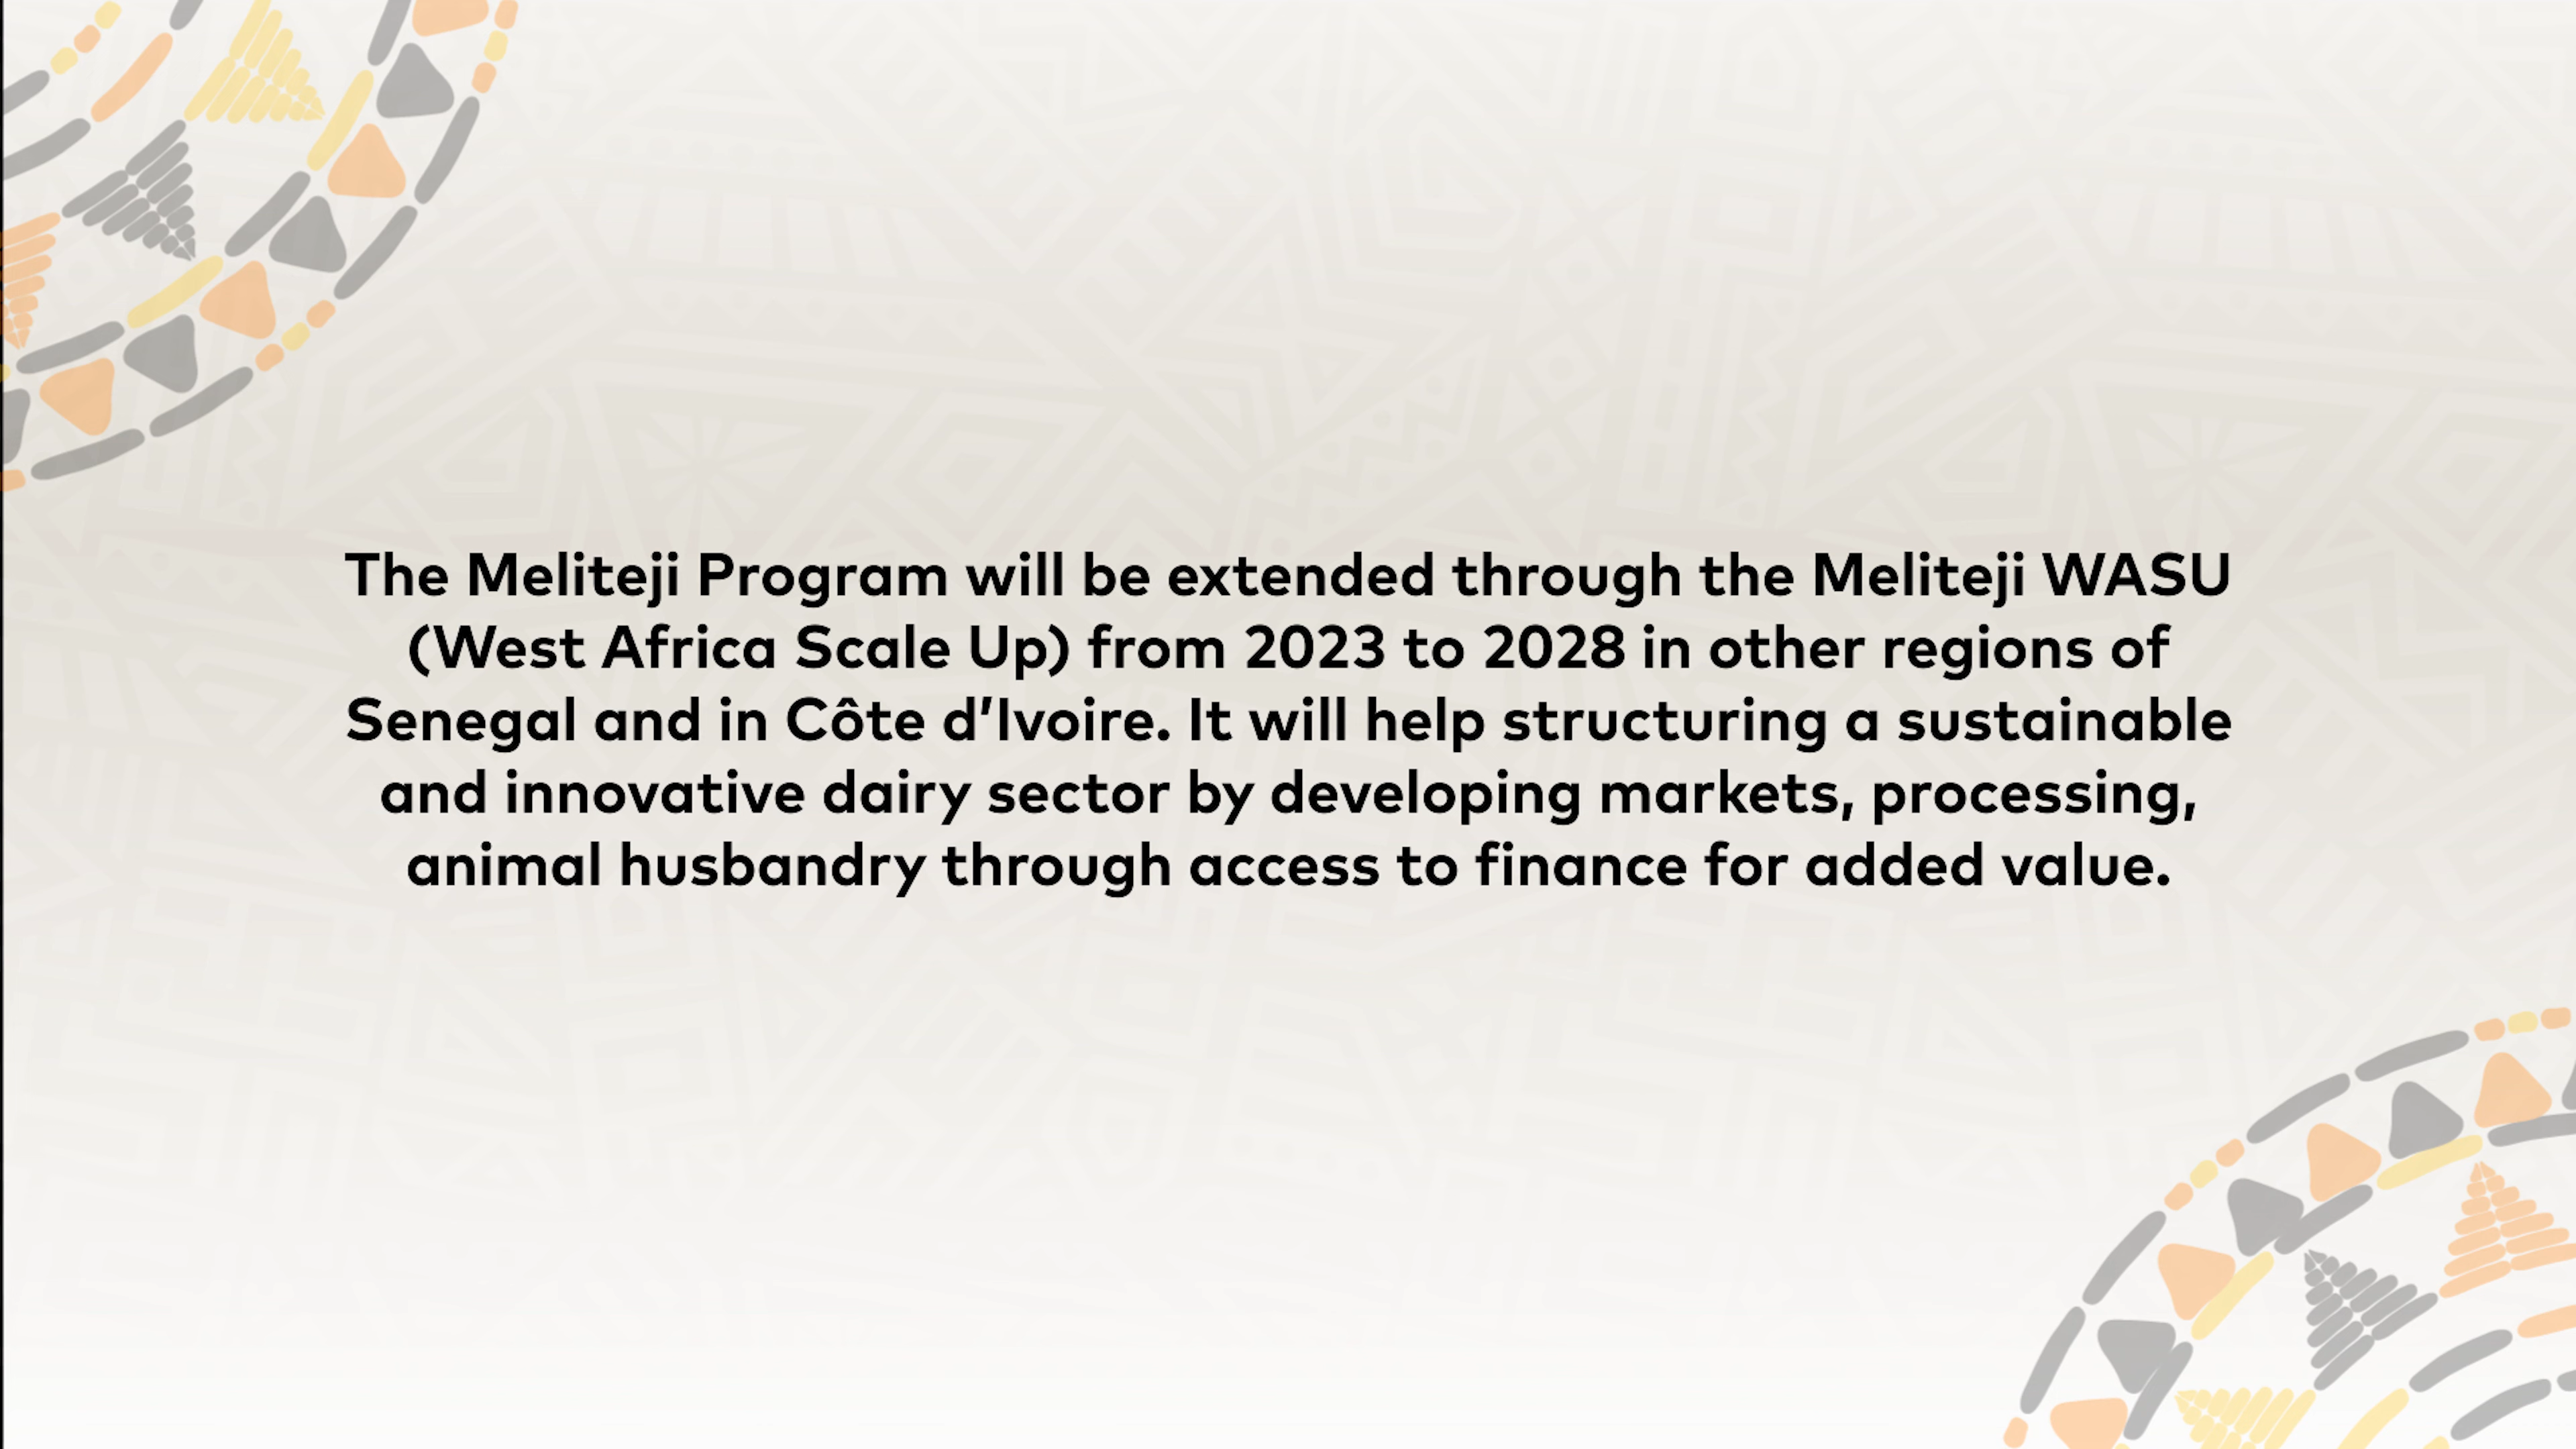 The Meliteji Program will be extended through the Meliteji WASU
(West Africa Scale Up) from 2023 to 2028 in other regions of
Senegal and in Côte d’Ivoire. It will help structuring a sustainable
and innovative dairy sector by developing markets, processing,
animal husbandry through access to finance for added value.